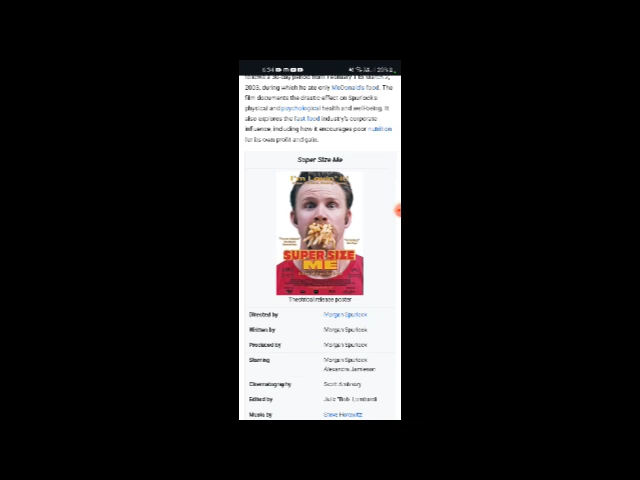 2003, during which he ate only McDonald's food. The
film documents the drastic effect on Spurlock's
physical and psychological health and well-being. It
also explores the fast food industry's corporate
influence, including how it encourages poor nutrition
for its own profit and gain.
Super Size Me
I'm Lovin' It!
SUPER SIZE
ME
Theatrical release poster
Directed by Morgan Spurlock
Written by Morgan Spurlock
Produced by Morgan Spurlock
Starring Morgan Spurlock
Alexandra Jamieson
Cinematography Scott Ambrozy
Edited by Julie "Bob" Lombardi
Music by Steve Horowitz